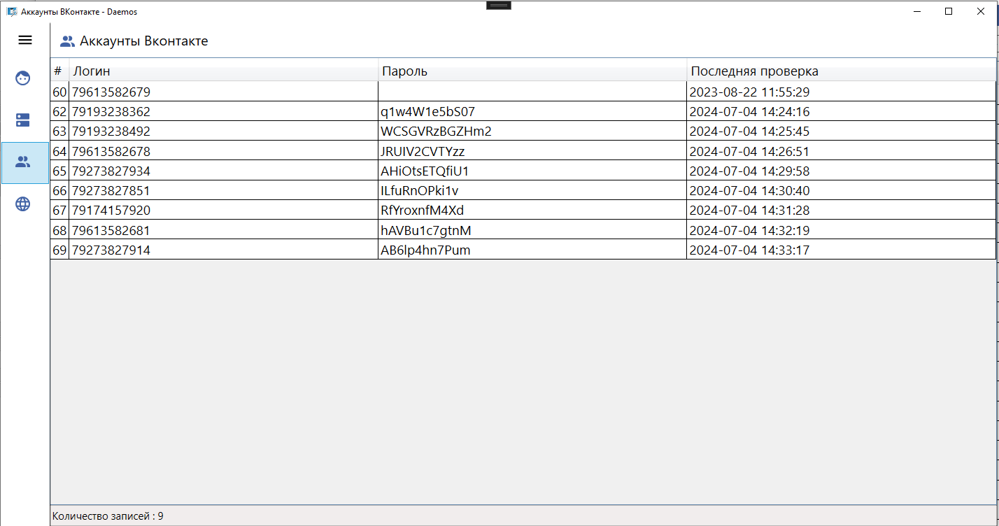 Аккаунты ВКонтакте - Daemos
Аккаунты Вконтакте
# Логин Пароль Последняя проверка
60 79613582679 2023-08-22 11:55:29
62 79193238362 q1w4W1e5bS07 2024-07-04 14:24:16
63 79193238492 WCSGVRzBGZHm2 2024-07-04 14:25:45
64 79613582678 JRUIV2CVTYzz 2024-07-04 14:26:51
65 79273827934 AHiOtsETQfiU1 2024-07-04 14:29:58
66 79273827851 ILfuRnOPki1v 2024-07-04 14:30:40
67 79174157920 RfYroxnfM4Xd 2024-07-04 14:31:28
68 79613582681 hAVBu1c7gtnM 2024-07-04 14:32:19
69 79273827914 AB6lp4hn7Pum 2024-07-04 14:33:17
Количество записей : 9